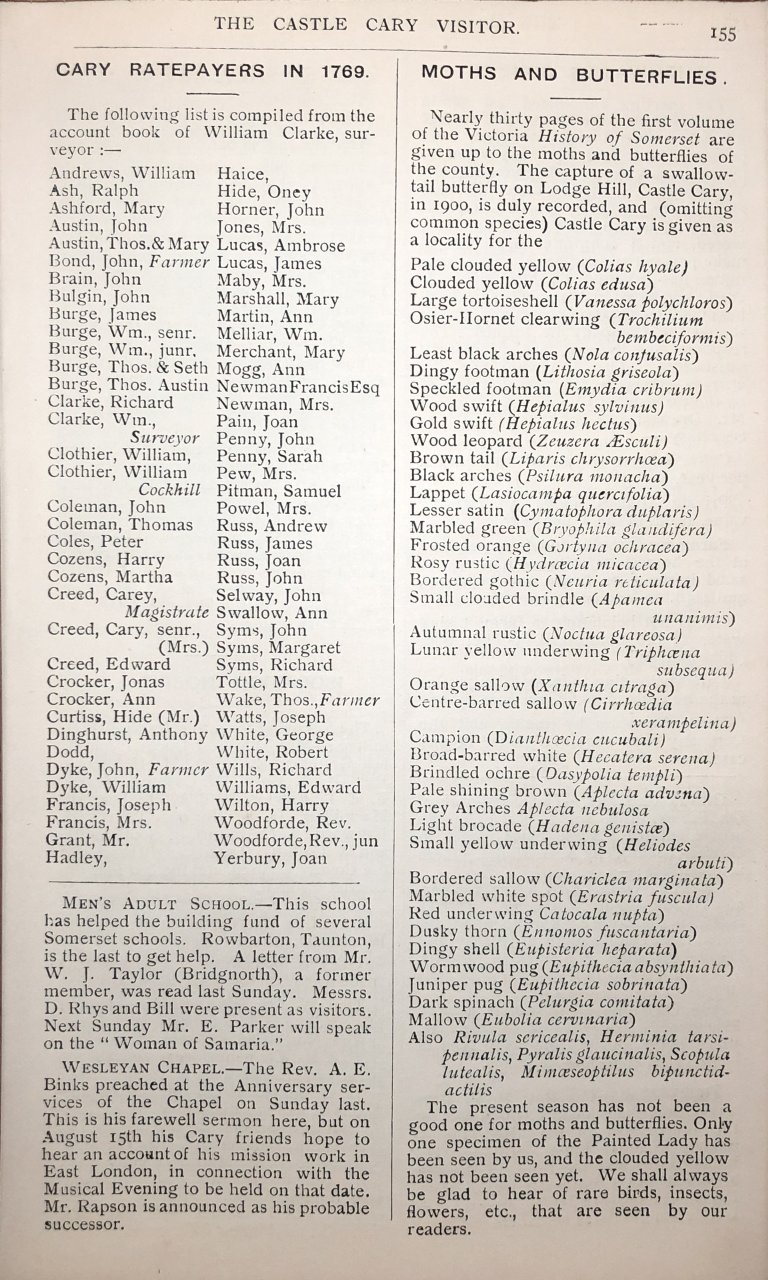 THE CASTLE CARY VISITOR.
155
CARY RATEPAYERS IN 1769.
The following list is compiled from the
account book of William Clarke, sur-
veyor :—
Andrews, William
Ash, Ralph
Ashford, Mary
Austin, John
Austin, Thos.& Mary
Bond, John, Farmer
Brain, John
Bulgin, John
Burge, James
Burge, Wm., senr.
Burge, Wm., junr.
Burge, Thos. & Seth
Burge, Thos. Austin
Clarke, Richard
Clarke, Wm.,
Surveyor
Clothier, William,
Clothier, William
Cockhill
Coleman, John
Coleman, Thomas
Coles, Peter
Cozens, Harry
Cozens, Martha
Creed, Carey,
Magistrate
Creed, Cary, senr.,
(Mrs.)
Creed, Edward
Crocker, Jonas
Crocker, Ann
Curtiss, Hide (Mr.)
Dinghurst, Anthony
Dodd,
Dyke, John, Farmer
Dyke, William
Francis, Joseph
Francis, Mrs.
Grant, Mr.
Hadley,
Haice,
Hide, Oney
Horner, John
Jones, Mrs.
Lucas, Ambrose
Lucas, James
Maby, Mrs.
Marshall, Mary
Martin, Ann
Melliar, Wm.
Merchant, Mary
Mogg, Ann
NewmanFrancisEsq
Newman, Mrs.
Pain, Joan
Penny, John
Penny, Sarah
Pew, Mrs.
Pitman, Samuel
Powel, Mrs.
Russ, Andrew
Russ, James
Russ, Joan
Russ, John
Selway, John
Swallow, Ann
Syms, John
Syms, Margaret
Syms, Richard
Tottle, Mrs.
Wake, Thos.,Farmer
Watts, Joseph
White, George
White, Robert
Wills, Richard
Williams, Edward
Wilton, Harry
Woodforde, Rev.
Woodforde,Rev., jun
Yerbury, Joan
MEN'S ADULT SCHOOL.—This school
has helped the building fund of several
Somerset schools. Rowbarton, Taunton,
is the last to get help. A letter from Mr.
W. J. Taylor (Bridgnorth), a former
member, was read last Sunday. Messrs.
D. Rhys and Bill were present as visitors.
Next Sunday Mr. E. Parker will speak
on the “ Woman of Samaria.”
WESLEYAN CHAPEL.—The Rev. A. E.
Binks preached at the Anniversary ser-
vices of the Chapel on Sunday last.
This is his farewell sermon here, but on
August 15th his Cary friends hope to
hear an account of his mission work in
East London, in connection with the
Musical Evening to be held on that date.
Mr. Rapson is announced as his probable
successor.
MOTHS AND BUTTERFLIES.
Nearly thirty pages of the first volume
of the Victoria History of Somerset are
given up to the moths and butterflies of
the county. The capture of a swallow-
tail butterfly on Lodge Hill, Castle Cary,
in 1900, is duly recorded, and (omitting
common species) Castle Cary is given as
a locality for the
Pale clouded yellow (Colias hyale)
Clouded yellow (Colias edusa)
Large tortoiseshell (Vanessa polychloros)
Osier-Hornet clearwing (Trochilium
bembeciformis)
Least black arches (Nola confusalis)
Dingy footman (Lithosia griseola)
Speckled footman (Emydia cribrum)
Wood swift (Hepialus sylvinus)
Gold swift (Hepialus hectus)
Wood leopard (Zeuzera Æsculi)
Brown tail (Liparis chrysorrhœa)
Black arches (Psilura monacha)
Lappet (Lasiocampa quercifolia)
Lesser satin (Cymatophora duplaris)
Marbled green (Bryophila glandifera)
Frosted orange (Gortyna ochracea)
Rosy rustic (Hydrœcia micacea)
Bordered gothic (Neuria reticulata)
Small clouded brindle (Apamea
unanimis)
Autumnal rustic (Noctua glareosa)
Lunar yellow underwing (Triphœna
subsequa)
Orange sallow (Xanthia citraga)
Centre-barred sallow (Cirrhœdia
xerampelina)
Campion (Dianthœcia cucubali)
Broad-barred white (Hecatera serena)
Brindled ochre (Dasypolia templi)
Pale shining brown (Aplecta advena)
Grey Arches Aplecta nebulosa
Light brocade (Hadena genistæ)
Small yellow underwing (Heliodes
arbuti)
Bordered sallow (Chariclea marginata)
Marbled white spot (Erastria fuscula)
Red underwing Catocala nupta)
Dusky thorn (Ennomos fuscantaria)
Dingy shell (Eupisteria heparata)
Wormwood pug (Eupithecia absynthiata)
Juniper pug (Eupithecia sobrinata)
Dark spinach (Pelurgia comitata)
Mallow (Eubolia cervinaria)
Also Rivula sericealis, Herminia tarsi-
pennalis, Pyralis glaucinalis, Scopula
lutealis, Mimæseoptilus bipunctid-
actilis
The present season has not been a
good one for moths and butterflies. Only
one specimen of the Painted Lady has
been seen by us, and the clouded yellow
has not been seen yet. We shall always
be glad to hear of rare birds, insects,
flowers, etc., that are seen by our
readers.